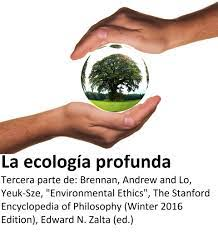 La ecología profunda
Tercera parte de: Brennan, Andrew and Lo,
Yeuk-Sze, "Environmental Ethics", The Stanford
Encyclopedia of Philosophy (Winter 2016
Edition), Edward N. Zalta (ed.)